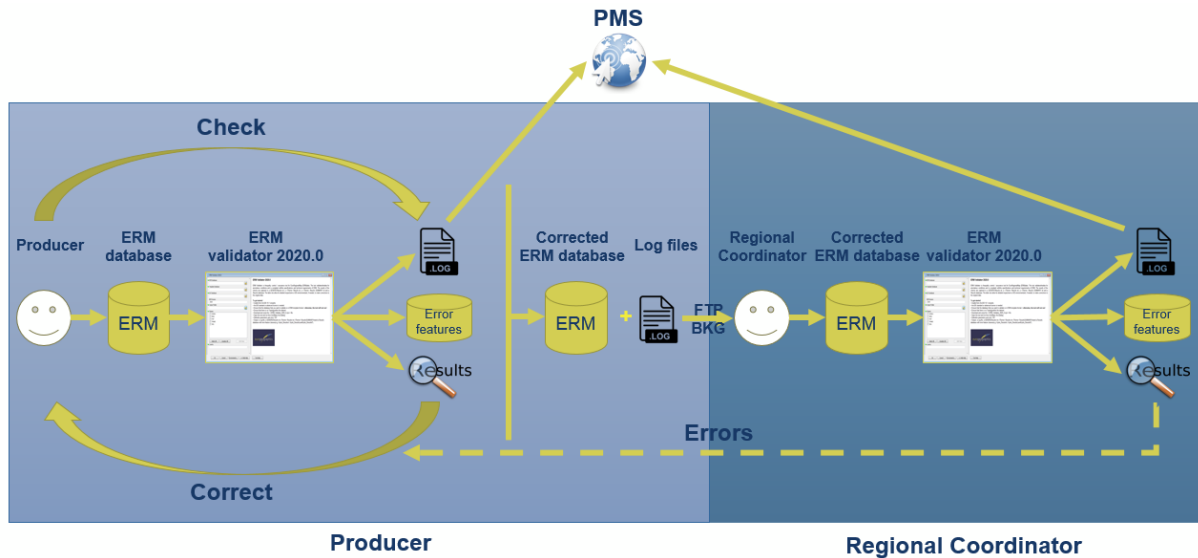 PMS
Check
Producer
ERM
database
ERM
validator 2020.0
Corrected
ERM database
Log files
Regional
Coordinator
Corrected
ERM database
ERM
validator 2020.0
.LOG
.LOG
ERM
Error
features
ERM
+
.LOG
FTP
BKG
ERM
Error
features
Results
Results
Errors
Correct
Producer
Regional Coordinator